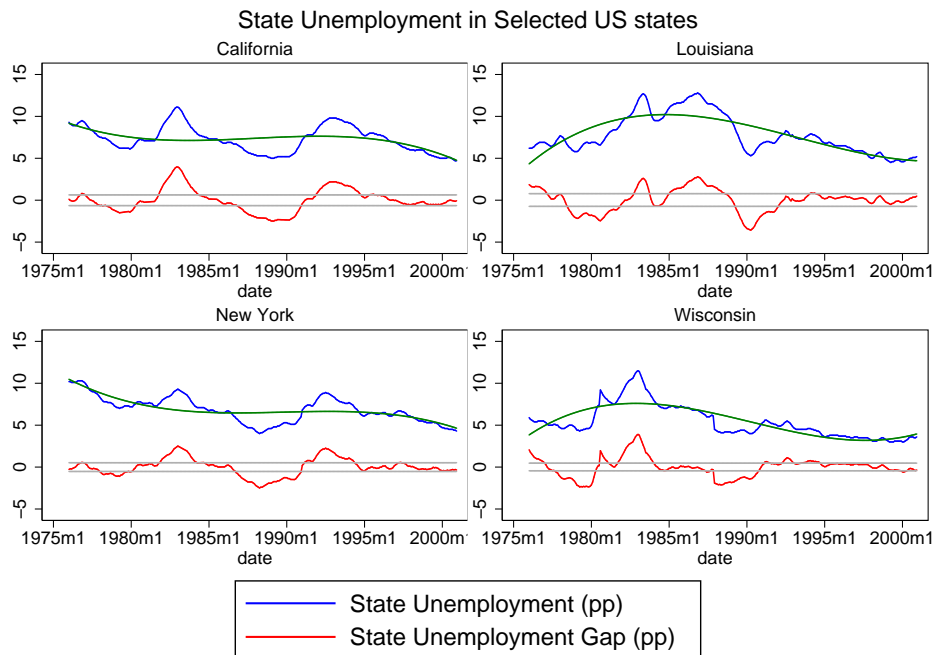 State Unemployment in Selected US states
California
15
10
5
0
−5
1975m1 1980m1 1985m1 1990m1 1995m1 2000m1
date
Louisiana
15
10
5
0
−5
1975m1 1980m1 1985m1 1990m1 1995m1 2000m1
date
New York
15
10
5
0
−5
1975m1 1980m1 1985m1 1990m1 1995m1 2000m1
date
Wisconsin
15
10
5
0
−5
1975m1 1980m1 1985m1 1990m1 1995m1 2000m1
date
State Unemployment (pp)
State Unemployment Gap (pp)